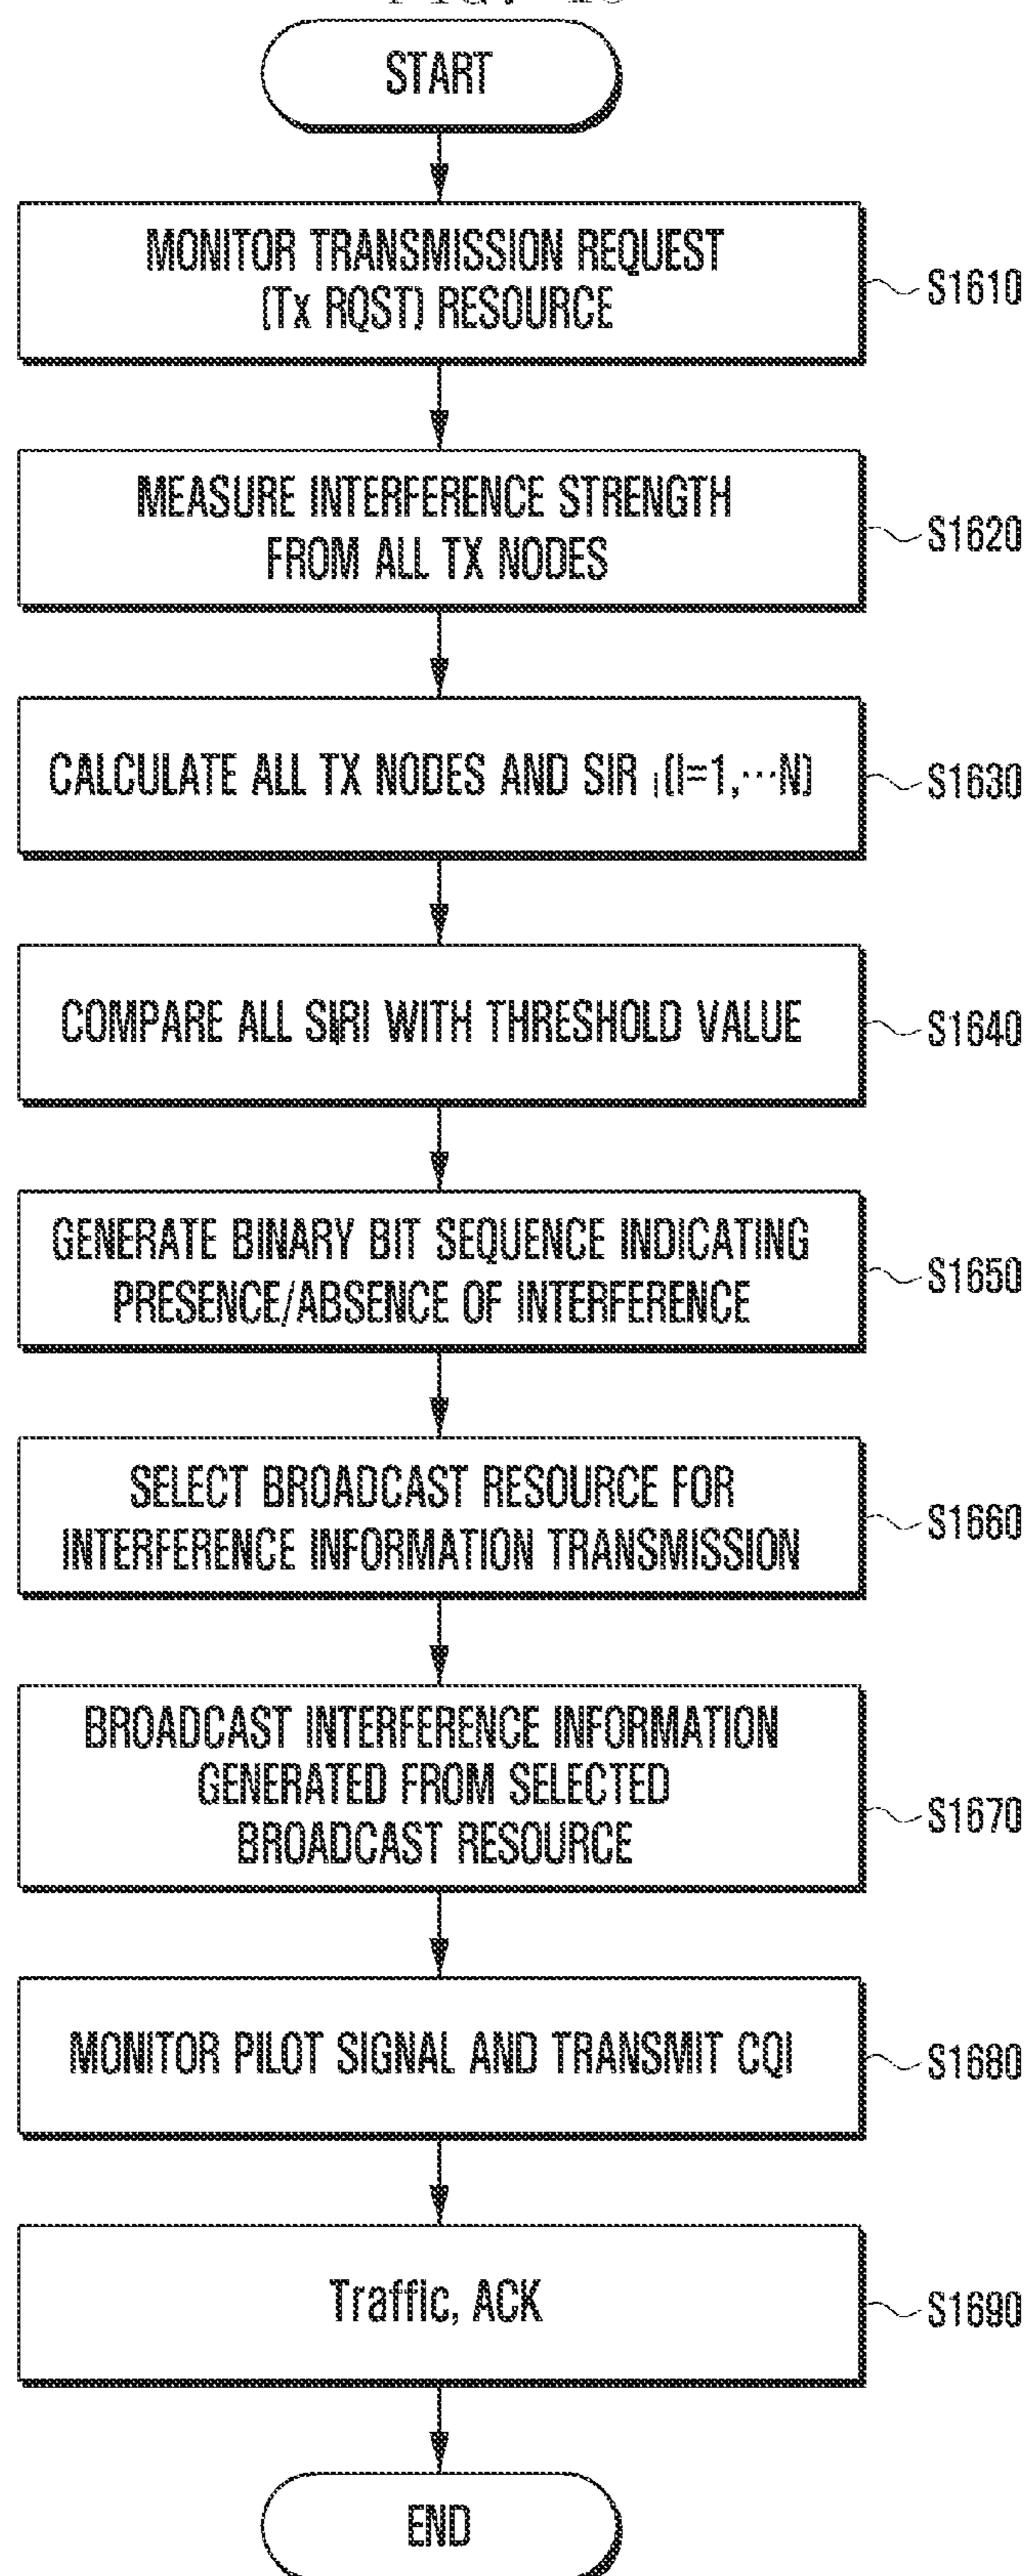 START
MONITOR TRANSMISSION REQUEST
(Tx RQST) RESOURCE
S1610
MEASURE INTERFERENCE STRENGTH
FROM ALL TX NODES
S1620
CALCULATE ALL TX NODES AND SIR i(I=1,⋯N)
S1630
COMPARE ALL SIRI WITH THRESHOLD VALUE
S1640
GENERATE BINARY BIT SEQUENCE INDICATING
PRESENCE/ABSENCE OF INTERFERENCE
S1650
SELECT BROADCAST RESOURCE FOR
INTERFERENCE INFORMATION TRANSMISSION
S1660
BROADCAST INTERFERENCE INFORMATION
GENERATED FROM SELECTED
BROADCAST RESOURCE
S1670
MONITOR PILOT SIGNAL AND TRANSMIT CQI
S1680
Traffic, ACK
S1690
END